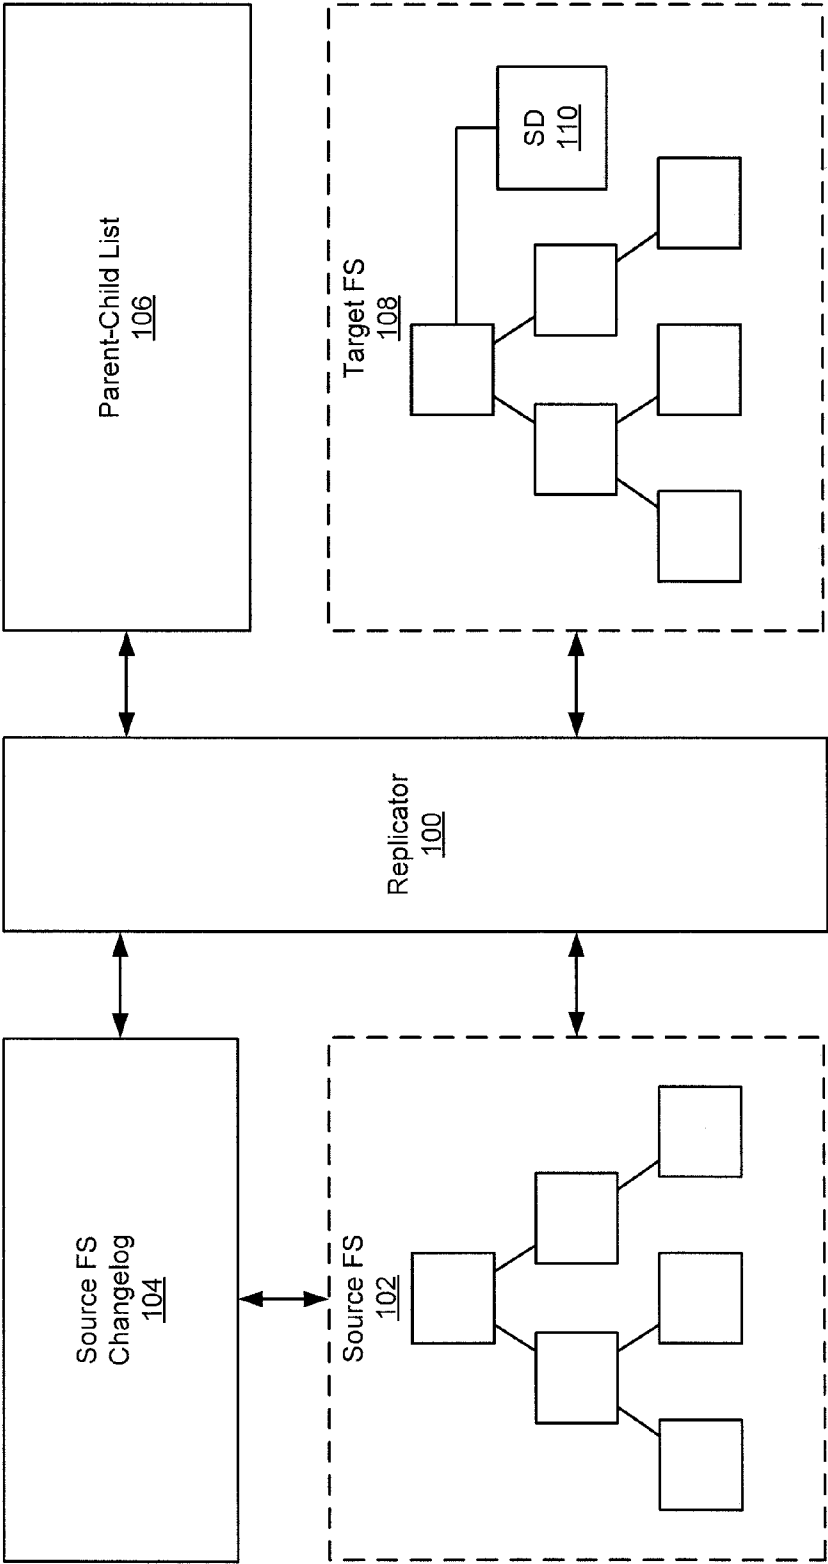 Source FS
Changelog
104
Source FS
102
Replicator
100
Parent-Child List
106
Target FS
108
SD
110